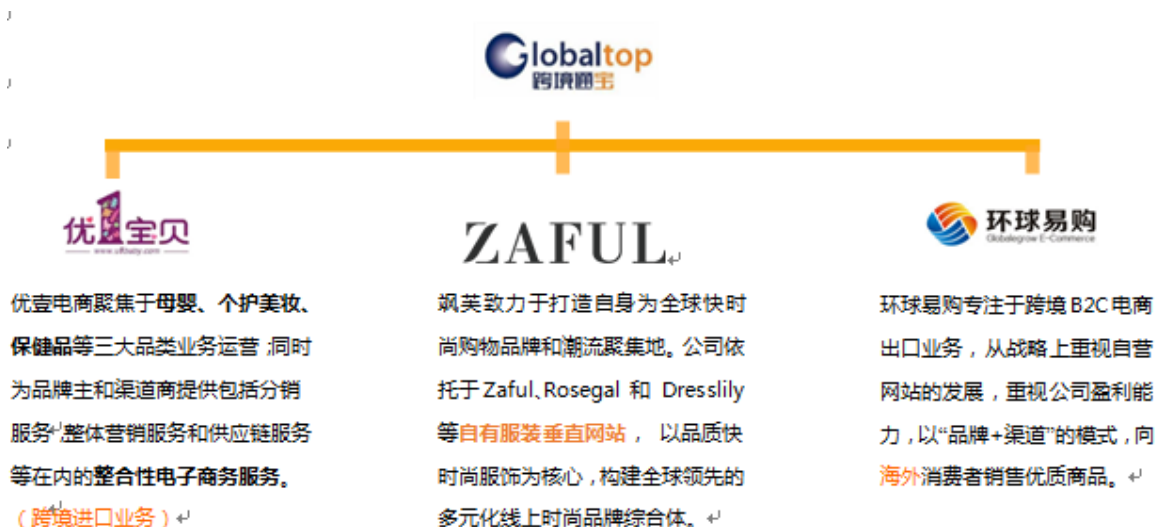 Globaltop
跨境通宝
优1宝贝
www.u1baby.com
优壹电商聚焦于母婴、个护美妆、
保健品等三大品类业务运营;同时
为品牌主和渠道商提供包括分销
服务,整体营销服务和供应链服务
等在内的整合性电子商务服务。
(跨境进口业务)
ZAFUL
飒芙致力于打造自身为全球快时
尚购物品牌和潮流聚集地。公司依
托于Zaful、Rosegal 和 Dresslily
等自有服装垂直网站, 以品质快
时尚服饰为核心,构建全球领先的
多元化线上时尚品牌综合体。
环球易购
Globalegrow E-Commerce
环球易购专注于跨境B2C电商
出口业务,从战略上重视自营
网站的发展,重视公司盈利能
力,以“品牌+渠道”的模式,向
海外消费者销售优质商品。